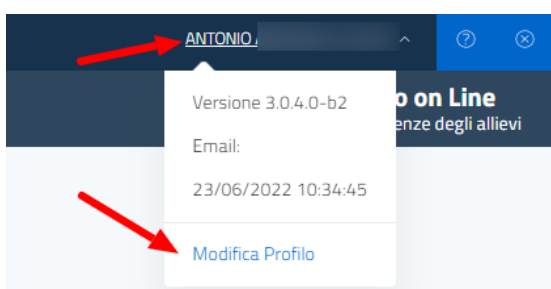 ANTONIO
Versione 3.0.4.0-b2
o on Line
enze degli allievi
Email:
23/06/2022 10:34:45
Modifica Profilo